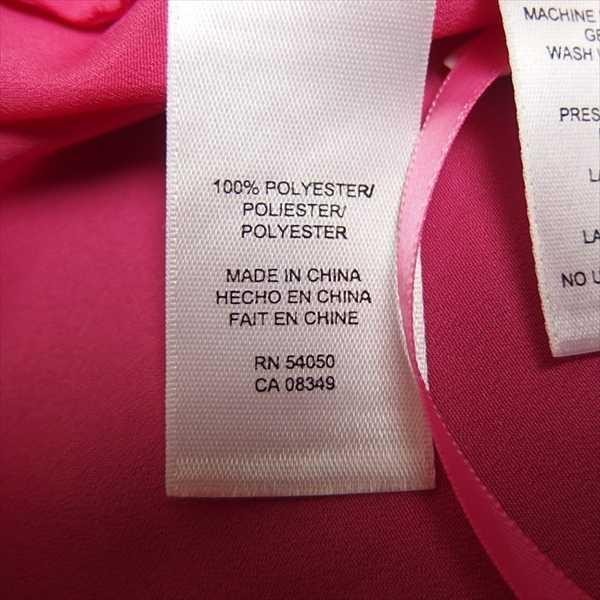 100% POLYESTER/
POLIESTER/
POLYESTER
MADE IN CHINA
HECHO EN CHINA
FAIT EN CHINE
RN 54050
CA 08349
MACHINE
WASH
NO